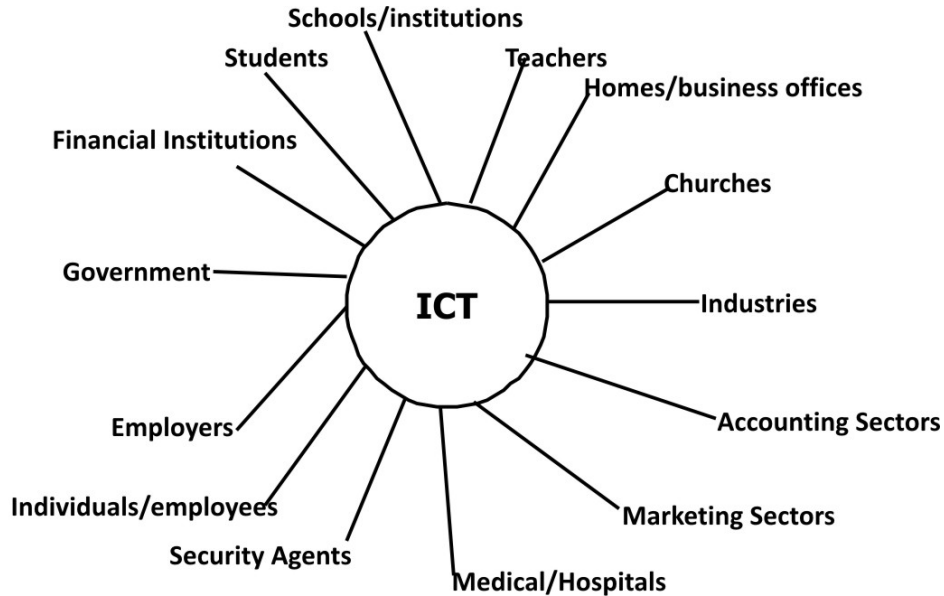 Schools/institutions
Students
Teachers
Homes/business offices
Financial Institutions
Churches
Government
ICT
Industries
Employers
Accounting Sectors
Individuals/employees
Marketing Sectors
Security Agents
Medical/Hospitals